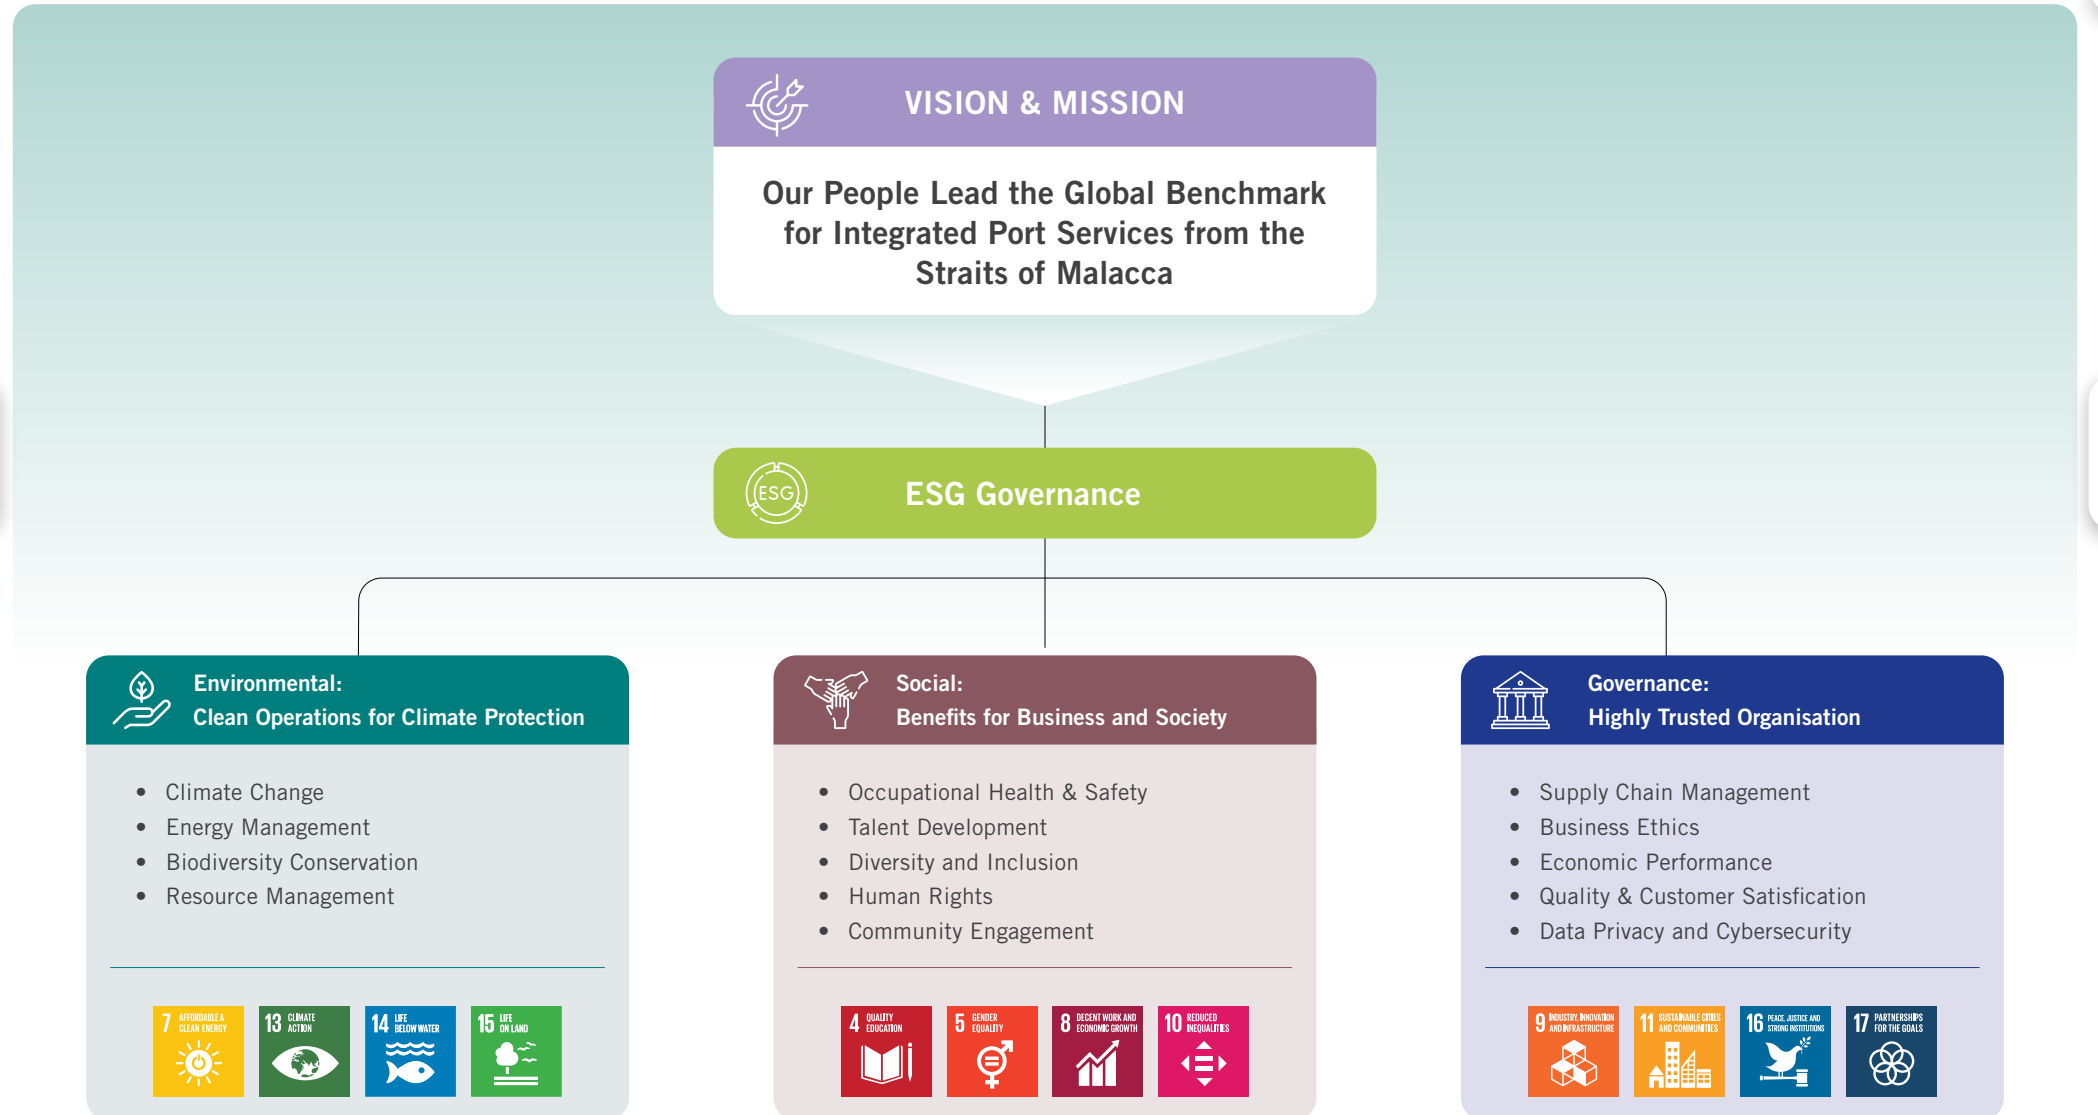 VISION & MISSION
Our People Lead the Global Benchmark
for Integrated Port Services from the
Straits of Malacca
ESG
ESG Governance
Environmental:
Clean Operations for Climate Protection
• Climate Change
• Energy Management
• Biodiversity Conservation
• Resource Management
7 AFFORDABLE A
CLEAN ENERGY
13 CLIMATE
ACTION
14 LIFE
BELOW WATER
15 LIFE
ON LAND
Social:
Benefits for Business and Society
• Occupational Health & Safety
• Talent Development
• Diversity and Inclusion
• Human Rights
• Community Engagement
4 QUALITY
EDUCATION
5 GENDER
EQUALITY
8 DECENT WORK AND
ECONOMIC GROWTH
10 REDUCED
INEQUALITIES
Governance:
Highly Trusted Organisation
• Supply Chain Management
• Business Ethics
• Economic Performance
• Quality & Customer Satisfication
• Data Privacy and Cybersecurity
9 INDUSTRY, INNOVATION
AND INFRASTRUCTURE
11 SUSTAINABLE CITIES
AND COMMUNITIES
16 PEACE, JUSTICE AND
STRONG INSTITUTIONS
17 PARTNERSHIPS
FOR THE GOALS